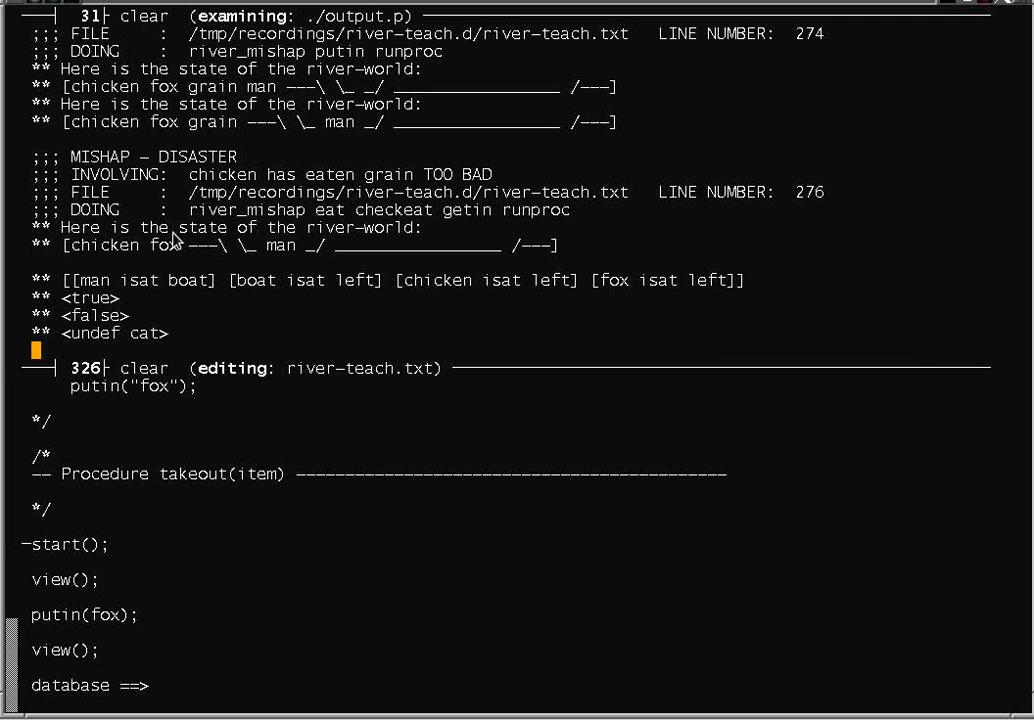 31 clear (examining: ./output.p)
;;; FILE : /tmp/recordings/river-teach.d/river-teach.txt LINE NUMBER: 274
;;; DOING : river_mishap putin runproc
** Here is the state of the river-world:
** [chicken fox grain man ---\ \_ _/ _________________ /---]
** Here is the state of the river-world:
** [chicken fox grain ---\ \_ man _/ _________________ /---]
;;; MISHAP - DISASTER
;;; INVOLVING: chicken has eaten grain TOO BAD
;;; FILE : /tmp/recordings/river-teach.d/river-teach.txt LINE NUMBER: 276
;;; DOING : river_mishap eat checkeat getin runproc
** Here is the state of the river-world:
** [chicken fox ---\ \_ man _/ _________________ /---]
** [[man isat boat] [boat isat left] [chicken isat left] [fox isat left]]
** <true>
** <false>
** <undef cat>
326 clear (editing: river-teach.txt)
putin("fox");
*/
/*
-- Procedure takeout(item) --------------------------------------------
*/
start();
view();
putin(fox);
view();
database ==>